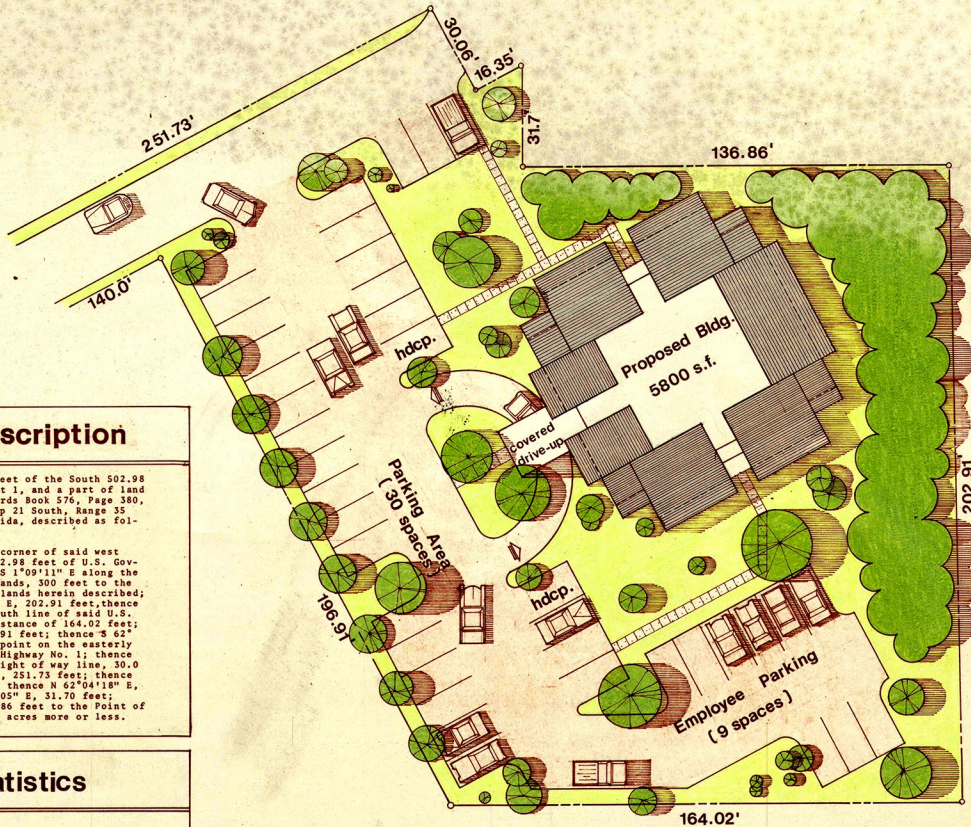 30.06'
16.35'
251.73'
31.7'
136.86'
140.0'
hdcp.
Proposed Bldg.
5800 s.f.
covered
drive-up
Parking Area
( 30 spaces )
202.91'
hdcp.
196.91'
Employee Parking
( 9 spaces )
164.02'
scription
eet of the South 502.98
t 1, and a part of land
rds Book 576, Page 380,
p 21 South, Range 35
ida, described as fol-
corner of said west
2.98 feet of U.S. Gov-
S 1°09'11" E along the
ands, 300 feet to the
lands herein described;
E, 202.91 feet,thence
uth line of said U.S.
stance of 164.02 feet;
91 feet; thence S 62°
point on the easterly
Highway No. 1; thence
ight of way line, 30.0
, 251.73 feet; thence
thence N 62°04'18" E,
05" E, 31.70 feet;
86 feet to the Point of
acres more or less.
atistics